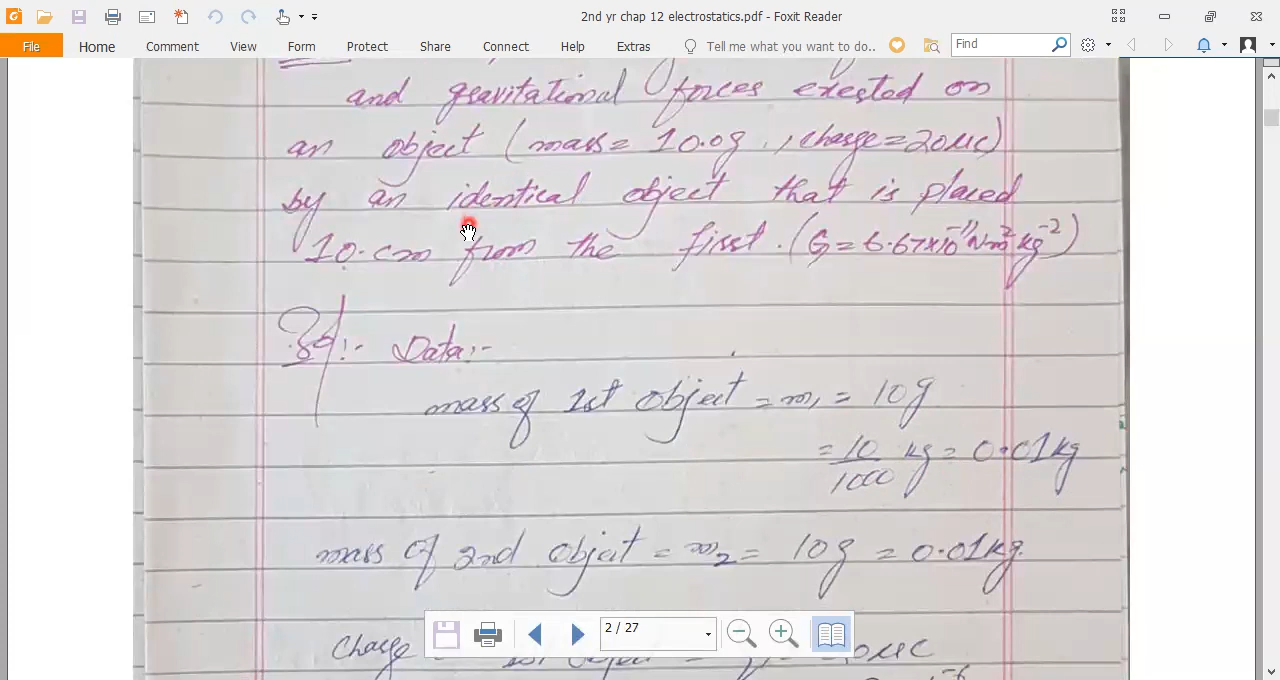 2nd yr chap 12 electrostatics.pdf - Foxit Reader
File Home Comment View Form Protect Share Connect Help Extras Tell me what you want to do.. Find
and gravitational forces exerted on
an object (mass = 10.0g, charge = 20μC)
by an identical object that is placed
10.cm from the first. (G = 6.67×10⁻¹¹Nm²kg⁻²)
Sol:- Data:-
mass of 1st object = m₁ = 10g
= 10/1000 kg = 0.01kg
mass of 2nd object = m₂ = 10g = 0.01kg.
2 / 27
Charge